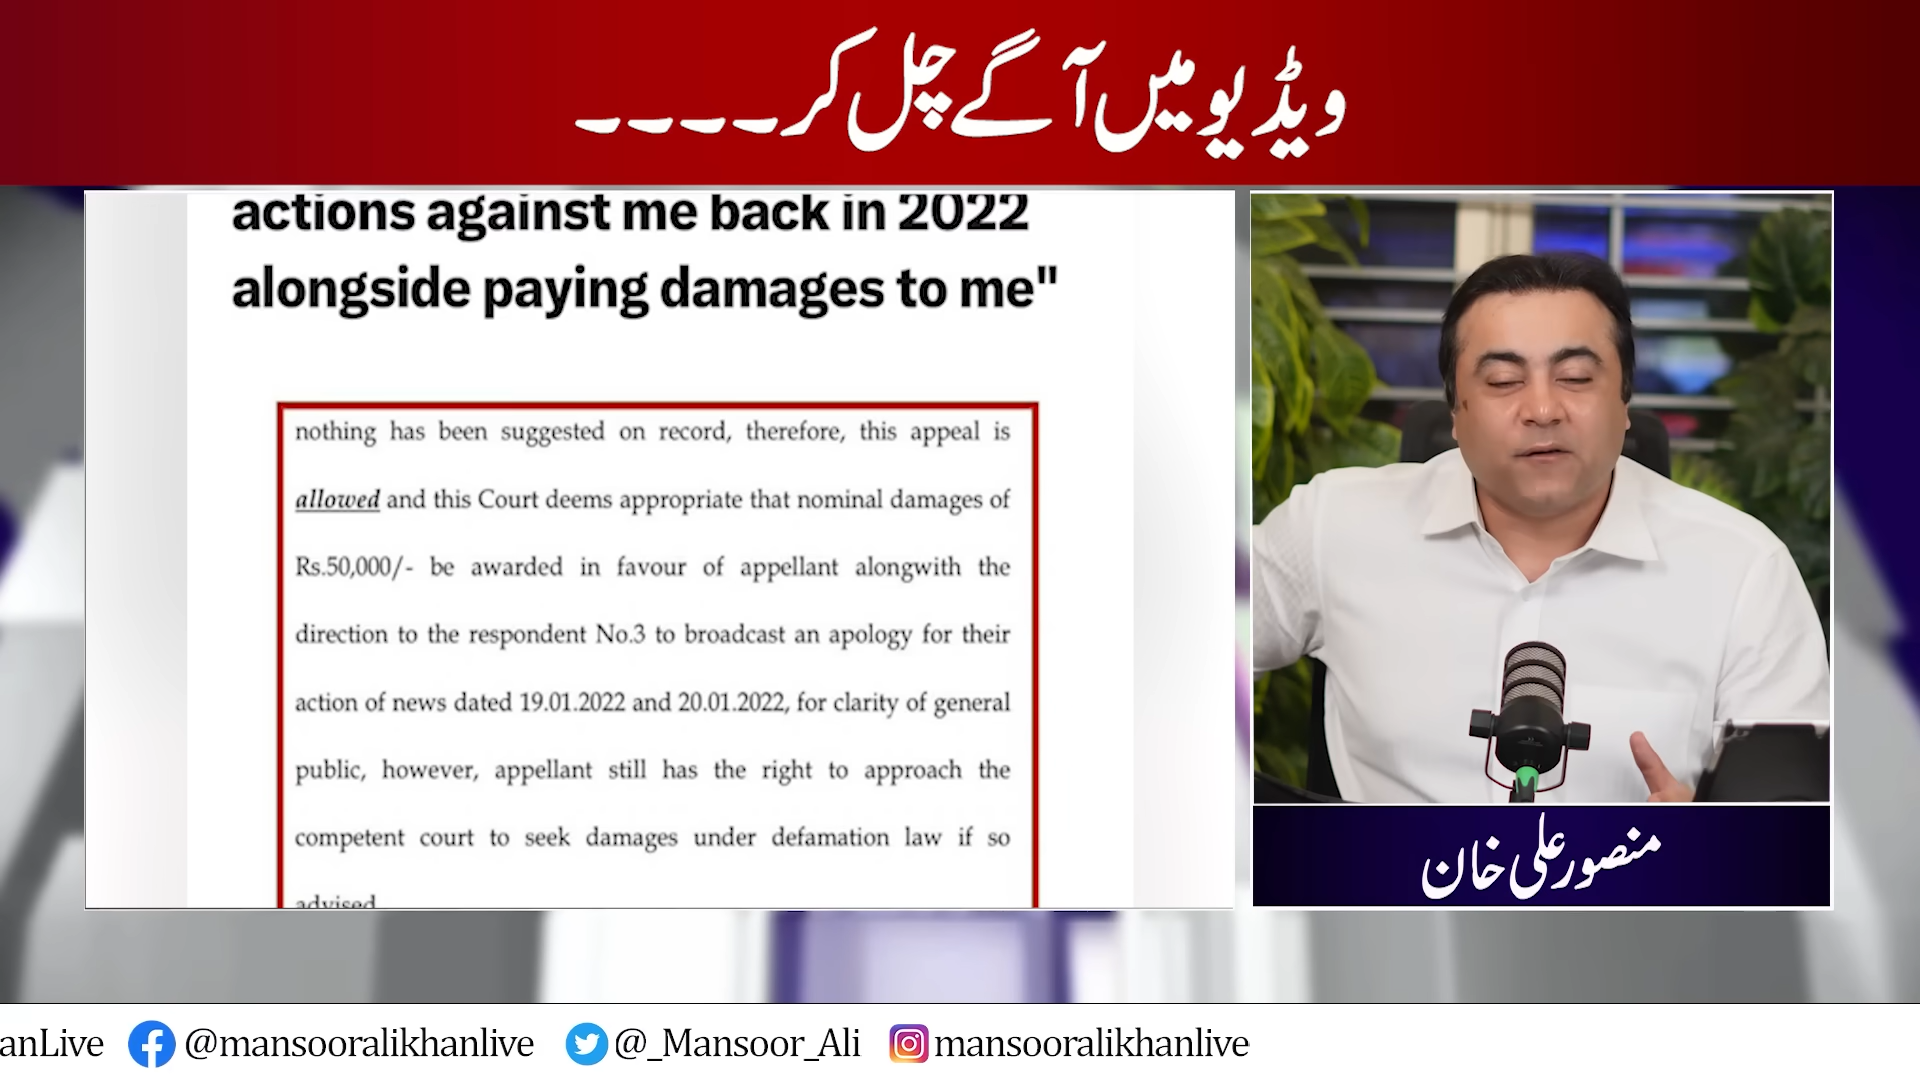 ویڈیو میں آگے چل کر ۔۔۔۔
actions against me back in 2022
alongside paying damages to me"
nothing has been suggested on record, therefore, this appeal is
allowed and this Court deems appropriate that nominal damages of
Rs.50,000/- be awarded in favour of appellant alongwith the
direction to the respondent No.3 to broadcast an apology for their
action of news dated 19.01.2022 and 20.01.2022, for clarity of general
public, however, appellant still has the right to approach the
competent court to seek damages under defamation law if so
advised
منصور علی خان
anLive @mansooralikhanlive @_Mansoor_Ali mansooralikhanlive